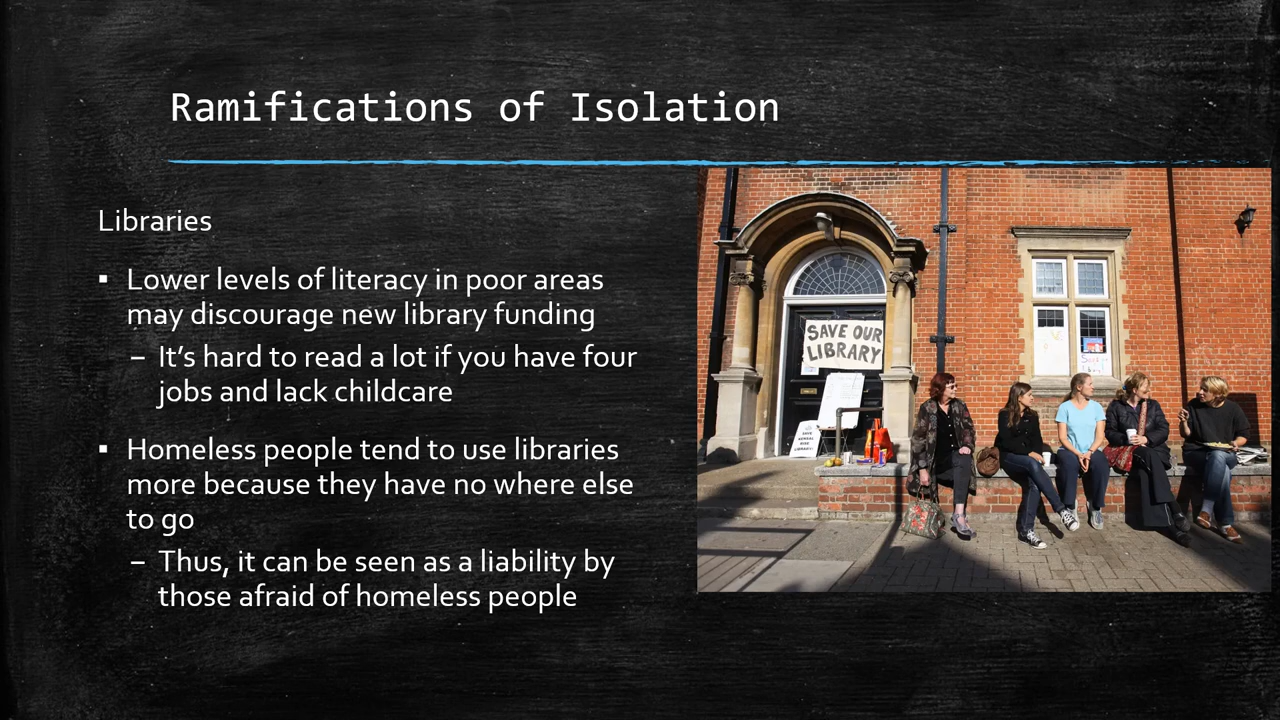 Ramifications of Isolation
Libraries
▪ Lower levels of literacy in poor areas
may discourage new library funding
– It’s hard to read a lot if you have four
jobs and lack childcare
▪ Homeless people tend to use libraries
more because they have no where else
to go
– Thus, it can be seen as a liability by
those afraid of homeless people
SAVE OUR
LIBRARY